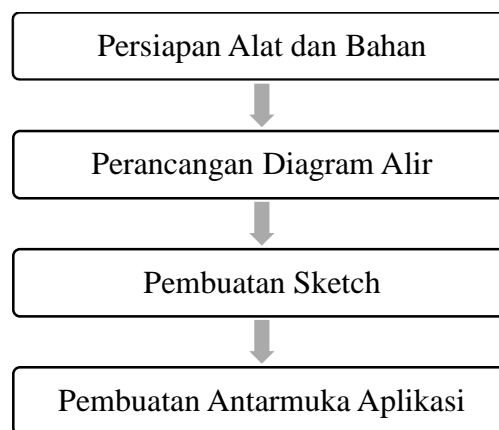 Persiapan Alat dan Bahan
Perancangan Diagram Alir
Pembuatan Sketch
Pembuatan Antarmuka Aplikasi